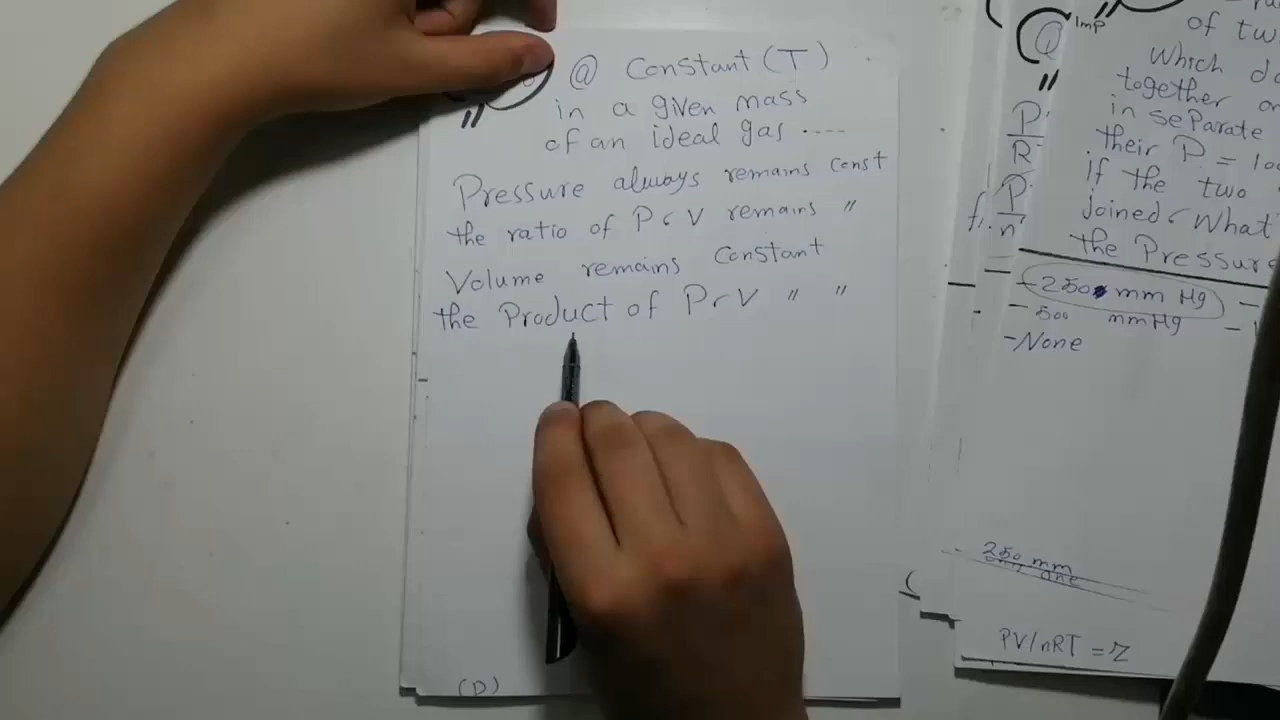 @ Constant (T)
in a given mass
of an ideal gas ----
Pressure always remains const
the ratio of P, V remains "
Volume remains Constant
the Product of P, V " "
(D)
Q Imp
of tw
Which do
together
in separate
their P = 100
if the two
joined, What
the Pressure
P
R
f. P
n
- 250 mm Hg -
- 500 mmHg -
- None
250 mm
PV/nRT = Z